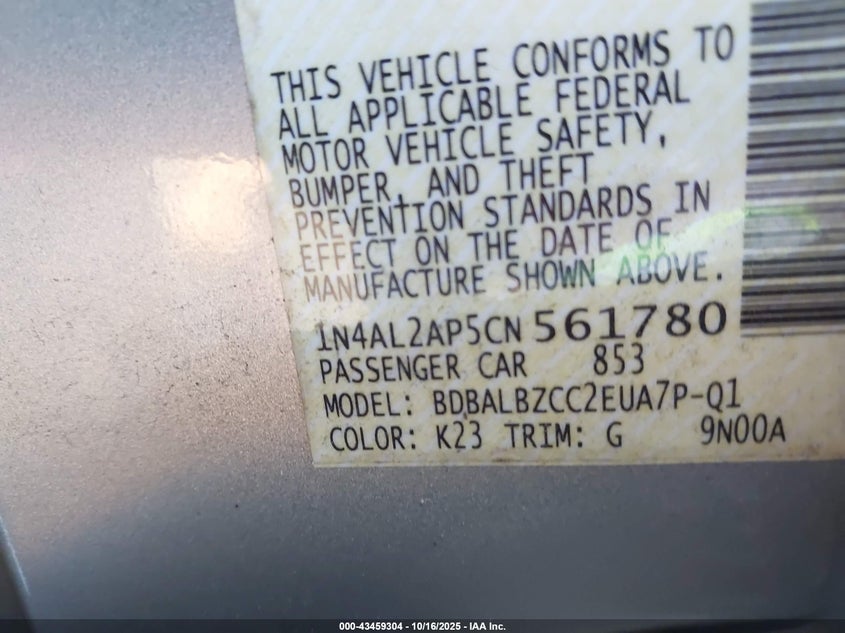 THIS VEHICLE CONFORMS TO
ALL APPLICABLE FEDERAL
MOTOR VEHICLE SAFETY,
BUMPER, AND THEFT
PREVENTION STANDARDS IN
EFFECT ON THE DATE OF
MANUFACTURE SHOWN ABOVE.
1N4AL2AP5CN561780
PASSENGER CAR 853
MODEL: BDBALBZCC2EUA7P-Q1
COLOR: K23 TRIM: G 9N00A
000-43459304 - 10/16/2025 - IAA Inc.